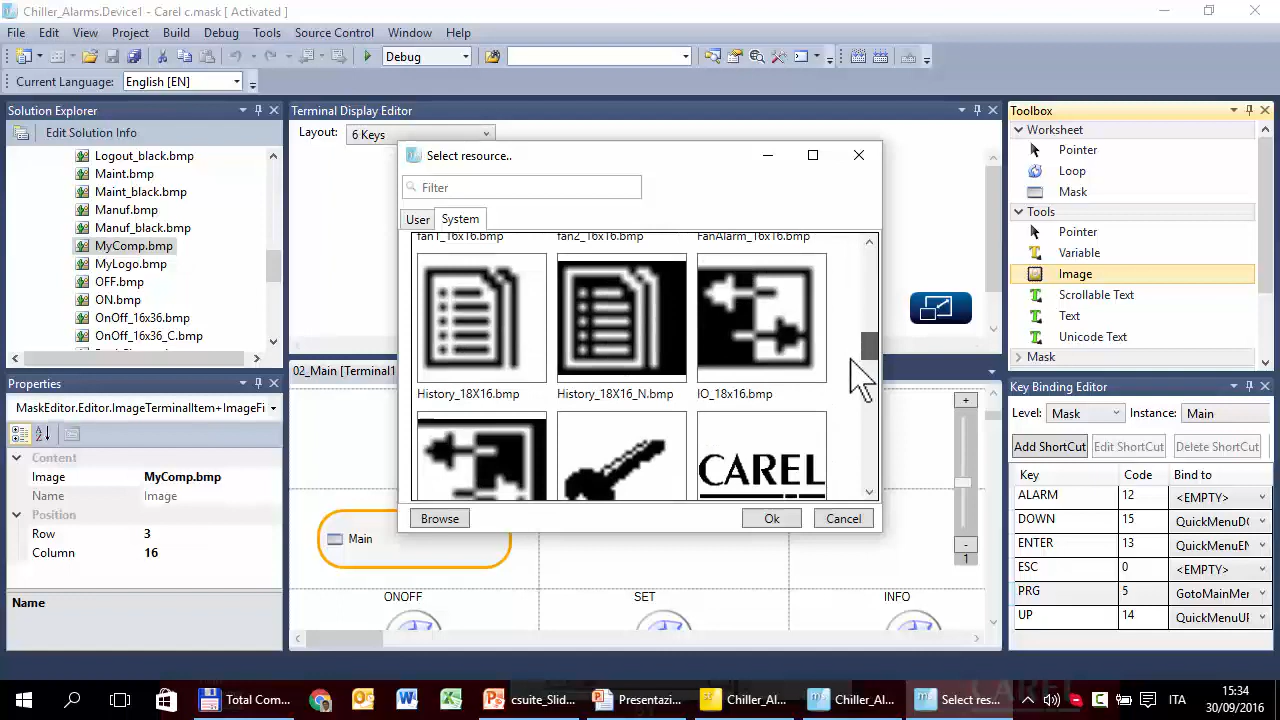 Chiller_Alarms.Device1 - Carel c.mask [ Activated ]
File Edit View Project Build Debug Tools Source Control Window Help
Debug
Current Language: English [EN]
Solution Explorer
Edit Solution Info
Logout_black.bmp
Maint.bmp
Maint_black.bmp
Manuf.bmp
Manuf_black.bmp
MyComp.bmp
MyLogo.bmp
OFF.bmp
ON.bmp
OnOff_16x36.bmp
OnOff_16x36_C.bmp
Properties
MaskEditor.Editor.ImageTerminalItem+ImageFi
Content
Image MyComp.bmp
Name Image
Position
Row 3
Column 16
Name
Terminal Display Editor
Layout: 6 Keys
Select resource..
Filter
User System
fan1_16x16.bmp fan2_16x16.bmp FanAlarm_16x16.bmp
History_18X16.bmp History_18X16_N.bmp IO_18x16.bmp
CAREL
Browse Ok Cancel
02_Main [Terminal1
Main
ONOFF SET INFO
+
-
1
Toolbox
Worksheet
Pointer
Loop
Mask
Tools
Pointer
Variable
Image
Scrollable Text
Text
Unicode Text
Mask
Key Binding Editor
Level: Mask Instance: Main
Add ShortCut Edit ShortCut Delete ShortCut
Key Code Bind to
ALARM 12 <EMPTY>
DOWN 15 QuickMenuDO
ENTER 13 QuickMenuEN
ESC 0 <EMPTY>
PRG 5 GotoMainMer
UP 14 QuickMenuUF
Total Com... csuite_Slid... Presentazi... Chiller_Al... Chiller_Al... Select res... ITA 15:34
30/09/2016